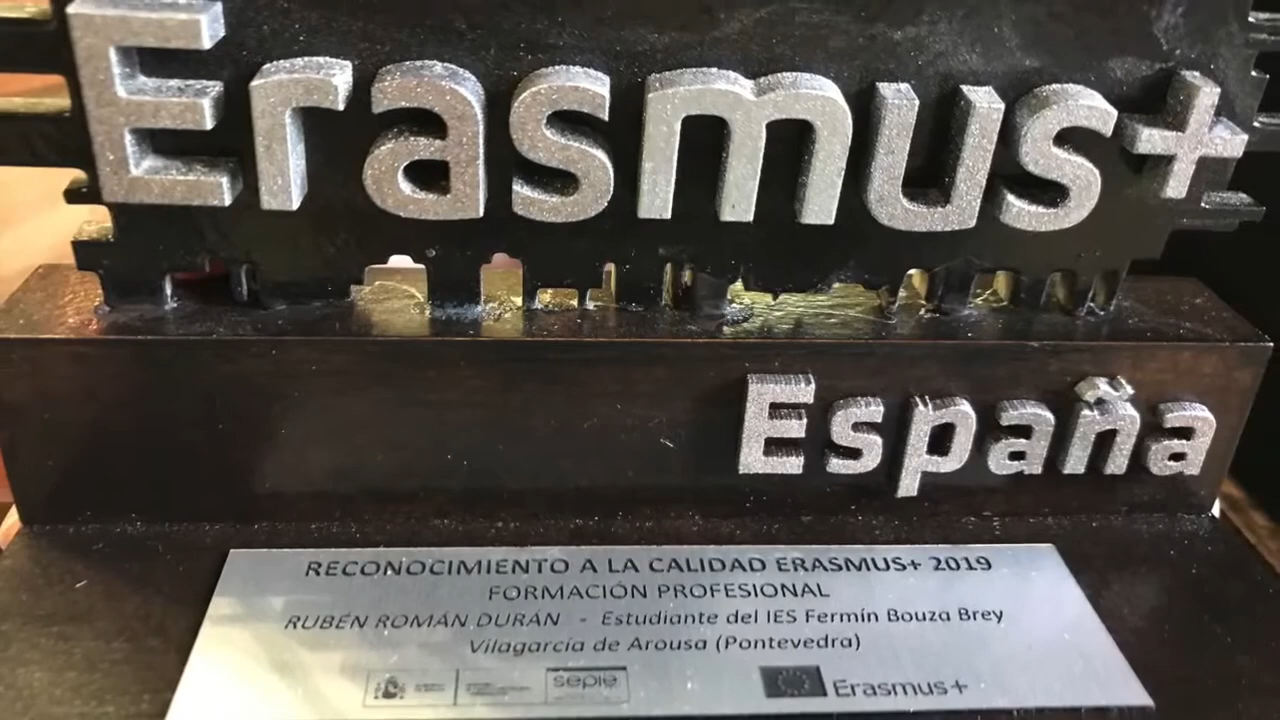 Erasmus+
España
RECONOCIMIENTO A LA CALIDAD ERASMUS+ 2019
FORMACIÓN PROFESIONAL
RUBÉN ROMÁN DURÁN - Estudiante del IES Fermín Bouza Brey
Vilagarcía de Arousa (Pontevedra)
sepie
Erasmus+